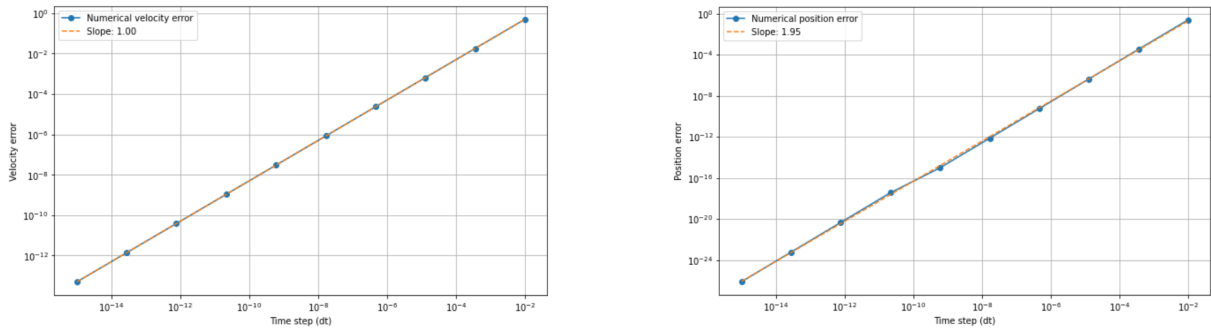 Numerical velocity error
Slope: 1.00
Velocity error
10⁰
10⁻²
10⁻⁴
10⁻⁶
10⁻⁸
10⁻¹⁰
10⁻¹²
10⁻¹⁴ 10⁻¹² 10⁻¹⁰ 10⁻⁸ 10⁻⁶ 10⁻⁴ 10⁻²
Time step (dt)
Numerical position error
Slope: 1.95
Position error
10⁰
10⁻⁴
10⁻⁸
10⁻¹²
10⁻¹⁶
10⁻²⁰
10⁻²⁴
10⁻¹⁴ 10⁻¹² 10⁻¹⁰ 10⁻⁸ 10⁻⁶ 10⁻⁴ 10⁻²
Time step (dt)